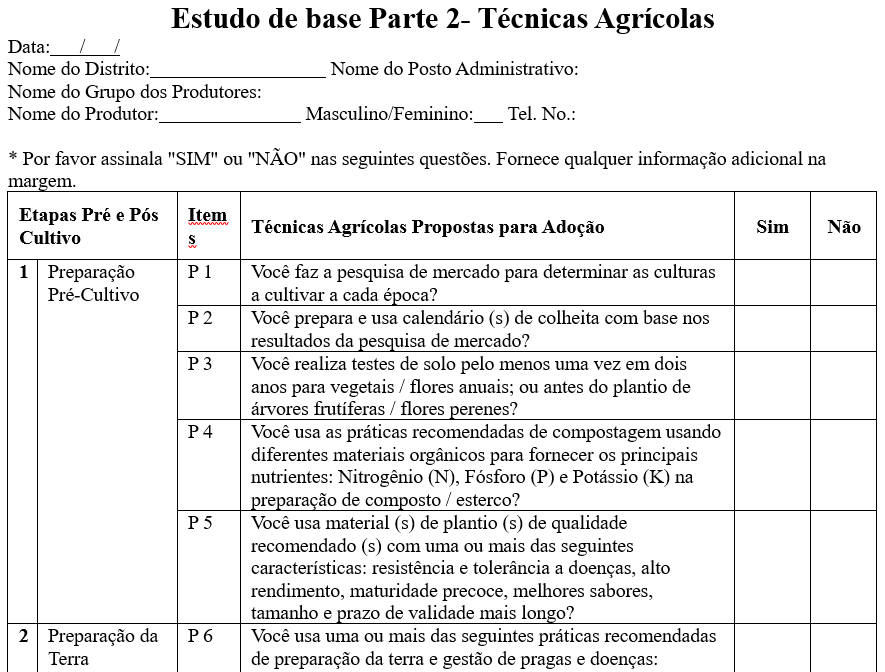 Estudo de base Parte 2- Técnicas Agrícolas
Data:___/___/
Nome do Distrito:__________________ Nome do Posto Administrativo:
Nome do Grupo dos Produtores:
Nome do Produtor:_______________ Masculino/Feminino:___ Tel. No.:
* Por favor assinala "SIM" ou "NÃO" nas seguintes questões. Fornece qualquer informação adicional na
margem.
Etapas Pré e Pós
Cultivo
Item
s
Técnicas Agrícolas Propostas para Adoção
Sim
Não
1
Preparação
Pré-Cultivo
P 1
Você faz a pesquisa de mercado para determinar as culturas
a cultivar a cada época?
P 2
Você prepara e usa calendário (s) de colheita com base nos
resultados da pesquisa de mercado?
P 3
Você realiza testes de solo pelo menos uma vez em dois
anos para vegetais / flores anuais; ou antes do plantio de
árvores frutíferas / flores perenes?
P 4
Você usa as práticas recomendadas de compostagem usando
diferentes materiais orgânicos para fornecer os principais
nutrientes: Nitrogênio (N), Fósforo (P) e Potássio (K) na
preparação de composto / esterco?
P 5
Você usa material (s) de plantio (s) de qualidade
recomendado (s) com uma ou mais das seguintes
características: resistência e tolerância a doenças, alto
rendimento, maturidade precoce, melhores sabores,
tamanho e prazo de validade mais longo?
2
Preparação da
Terra
P 6
Você usa uma ou mais das seguintes práticas recomendadas
de preparação da terra e gestão de pragas e doenças: